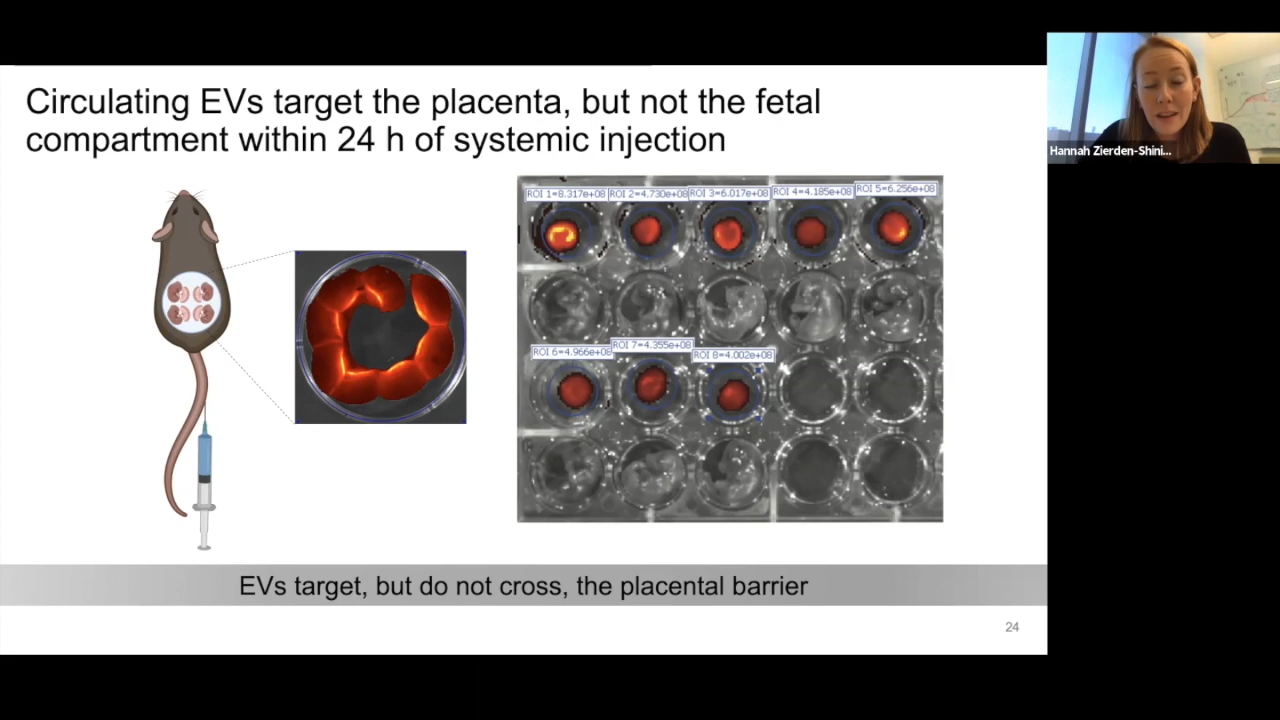 Circulating EVs target the placenta, but not the fetal
compartment within 24 h of systemic injection
Hannah Zierden-Shini...
ROI 1=8.317e+08
ROI 2=4.730e+08
ROI 3=6.017e+08
ROI 4=4.185e+08
ROI 5=6.256e+08
ROI 6=4.966e+08
ROI 7=4.355e+08
ROI 8=4.002e+08
EVs target, but do not cross, the placental barrier
24